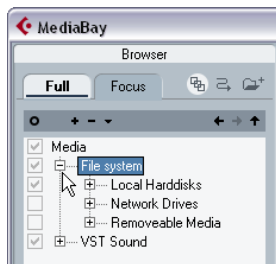 MediaBay
Browser
Full Focus
Media
File system
Local Harddisks
Network Drives
Removeable Media
VST Sound